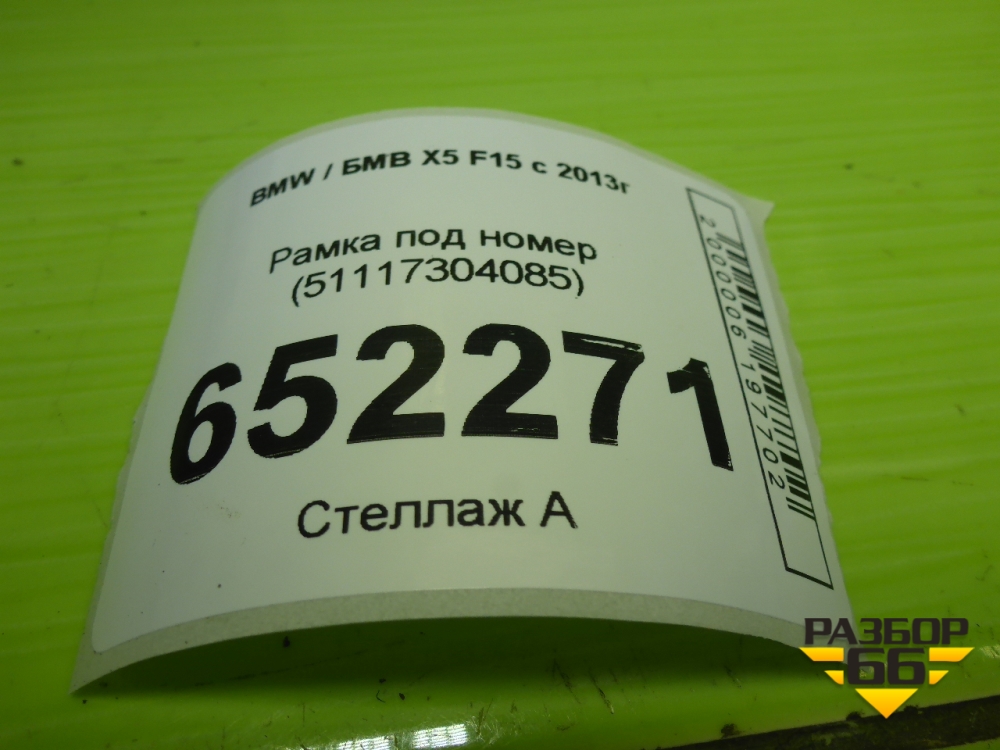 BMW / БМВ X5 F15 с 2013г
Рамка под номер
(51117304085)
652271
Стеллаж А
2000006197702
РАЗБОР
66